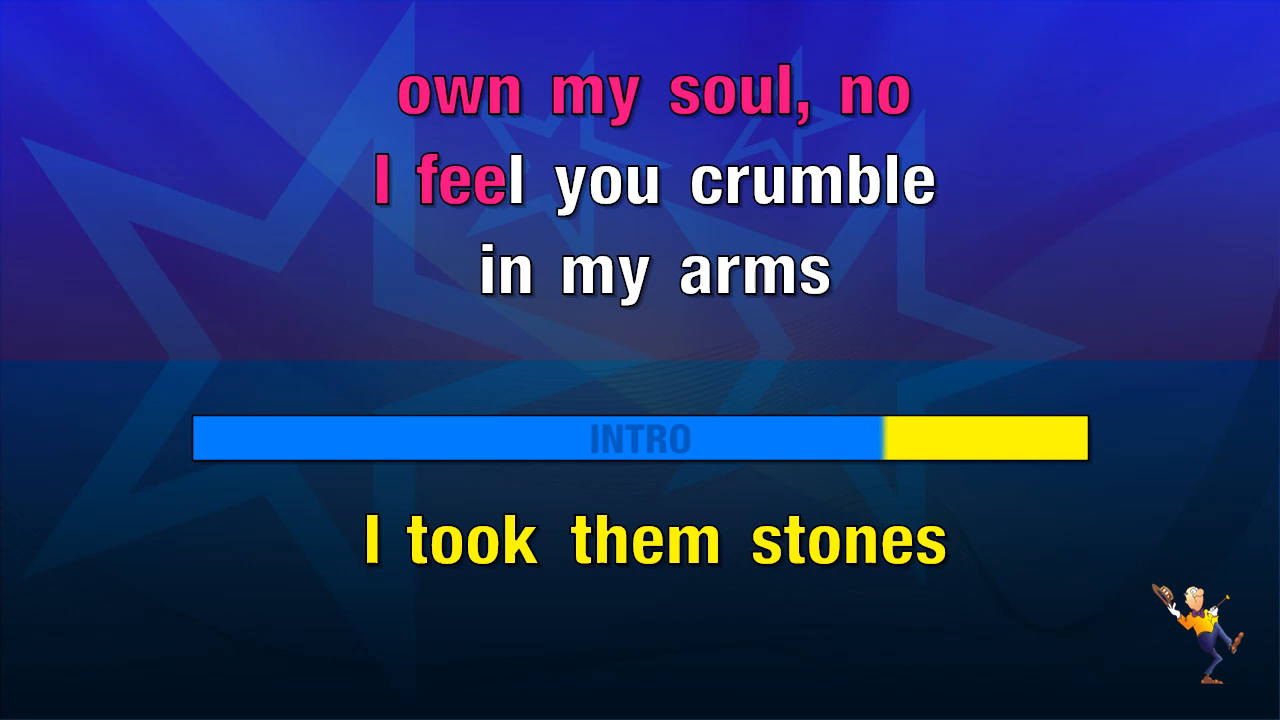 own my soul, no
I feel you crumble
in my arms
INTRO
I took them stones